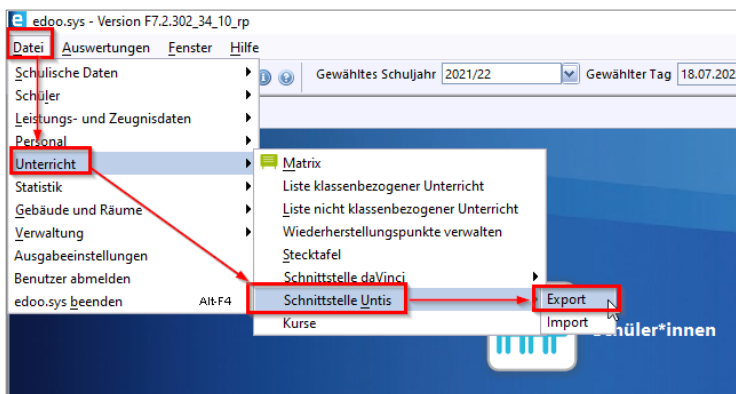 edoo.sys - Version F7.2.302_34_10_rp
Datei Auswertungen Fenster Hilfe
Gewähltes Schuljahr 2021/22 Gewählter Tag 18.07.202
Schulische Daten
Schüler
Leistungs- und Zeugnisdaten
Personal
Unterricht
Statistik
Gebäude und Räume
Verwaltung
Ausgabeeinstellungen
Benutzer abmelden
edoo.sys beenden Alt-F4
Matrix
Liste klassenbezogener Unterricht
Liste nicht klassenbezogener Unterricht
Wiederherstellungspunkte verwalten
Stecktafel
Schnittstelle daVinci
Schnittstelle Untis
Kurse
Export
Import
hüler*innen